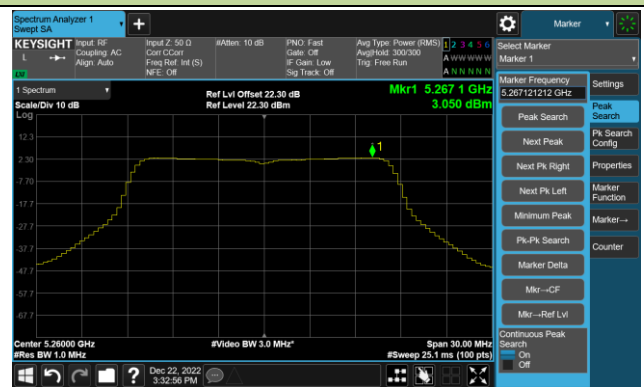 Spectrum Analyzer 1
Swept SA
+
Marker
KEYSIGHT
L
LW
Input: RF
Coupling: AC
Align: Auto
Input Z: 50 Ω
Corr CCorr
Freq Ref: Int (S)
NFE: Off
#Atten: 10 dB
PNO: Fast
Gate: Off
IF Gain: Low
Sig Track: Off
Avg Type: Power (RMS)
Avg|Hold: 300/300
Trig: Free Run
1 2 3 4 5 6
A W W W W W
A N N N N N
Select Marker
Marker 1
1 Spectrum
Scale/Div 10 dB
Log
Ref Lvl Offset 22.30 dB
Ref Level 22.30 dBm
Mkr1 5.267 1 GHz
3.050 dBm
1
12.3
2.30
-7.70
-17.7
-27.7
-37.7
-47.7
-57.7
-67.7
Center 5.26000 GHz
#Res BW 1.0 MHz
#Video BW 3.0 MHz*
Span 30.00 MHz
#Sweep 25.1 ms (100 pts)
Marker Frequency
5.267121212 GHz
Peak Search
Next Peak
Next Pk Right
Next Pk Left
Minimum Peak
Pk-Pk Search
Marker Delta
Mkr→CF
Mkr→Ref Lvl
Continuous Peak
Search
On
Off
Settings
Peak
Search
Pk Search
Config
Properties
Marker
Function
Marker→
Counter
?
Dec 22, 2022
3:32:56 PM